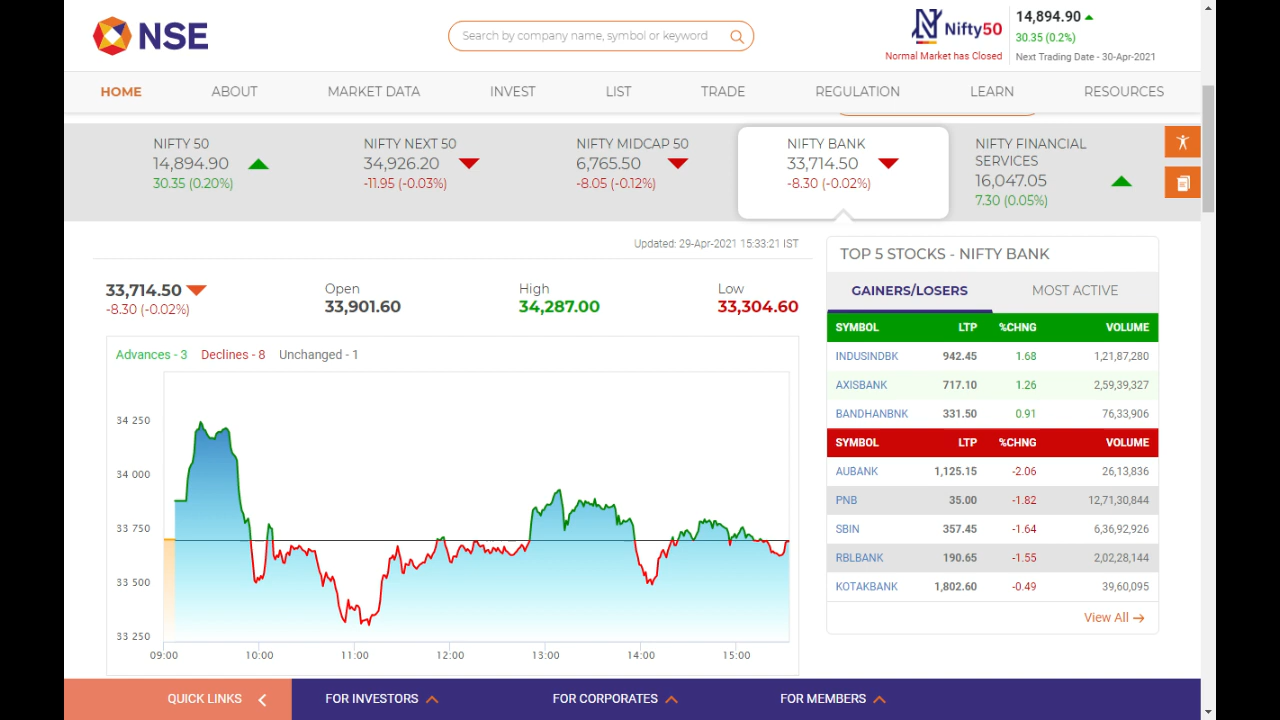 NSE
Search by company name, symbol or keyword
Nifty50
14,894.90
30.35 (0.2%)
Normal Market has Closed
Next Trading Date - 30-Apr-2021
HOME ABOUT MARKET DATA INVEST LIST TRADE REGULATION LEARN RESOURCES
NIFTY 50
14,894.90
30.35 (0.20%)
NIFTY NEXT 50
34,926.20
-11.95 (-0.03%)
NIFTY MIDCAP 50
6,765.50
-8.05 (-0.12%)
NIFTY BANK
33,714.50
-8.30 (-0.02%)
NIFTY FINANCIAL
SERVICES
16,047.05
7.30 (0.05%)
Updated: 29-Apr-2021 15:33:21 IST
33,714.50
-8.30 (-0.02%)
Open
33,901.60
High
34,287.00
Low
33,304.60
Advances - 3 Declines - 8 Unchanged - 1
34 250
34 000
33 750
33 500
33 250
09:00 10:00 11:00 12:00 13:00 14:00 15:00
TOP 5 STOCKS - NIFTY BANK
GAINERS/LOSERS MOST ACTIVE
SYMBOL LTP %CHNG VOLUME
INDUSINDBK 942.45 1.68 1,21,87,280
AXISBANK 717.10 1.26 2,59,39,327
BANDHANBNK 331.50 0.91 76,33,906
SYMBOL LTP %CHNG VOLUME
AUBANK 1,125.15 -2.06 26,13,836
PNB 35.00 -1.82 12,71,30,844
SBIN 357.45 -1.64 6,36,92,926
RBLBANK 190.65 -1.55 2,02,28,144
KOTAKBANK 1,802.60 -0.49 39,60,095
View All
QUICK LINKS FOR INVESTORS FOR CORPORATES FOR MEMBERS